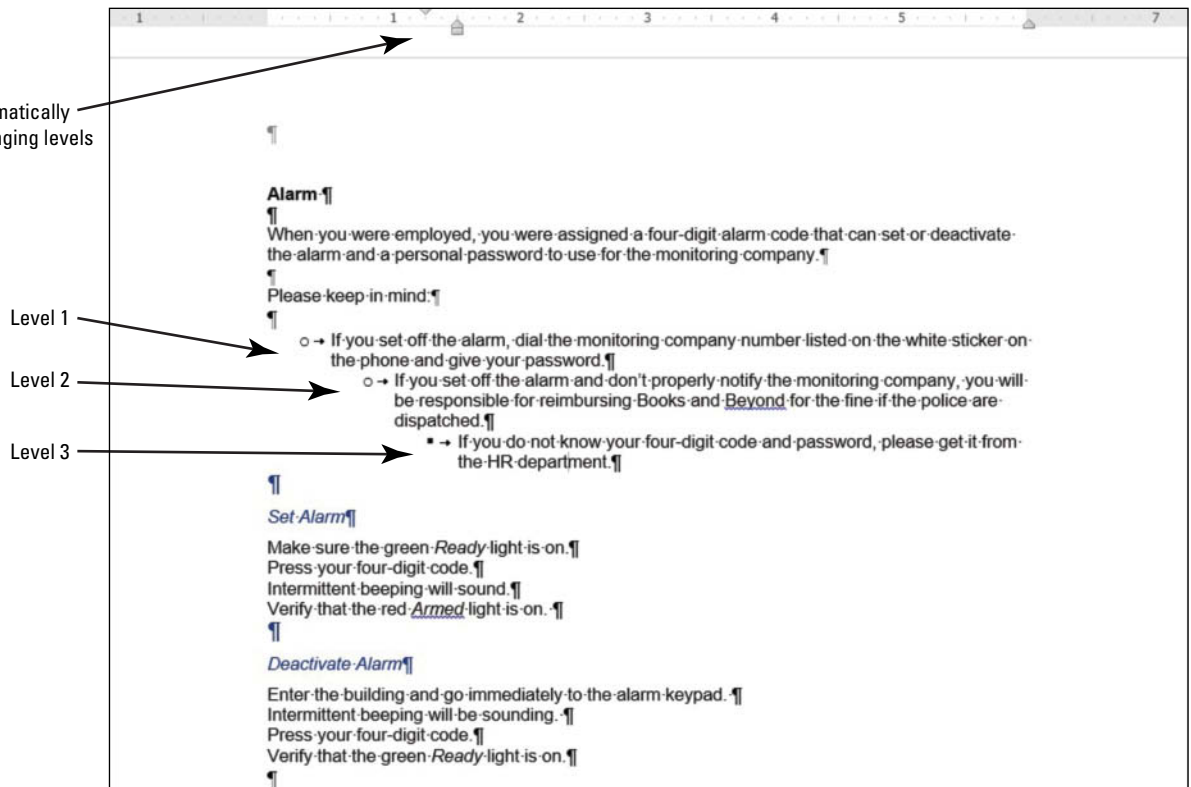 1 1 2 3 4 5 7
matically
ging levels
¶
Alarm·¶
¶
When·you·were·employed,·you·were·assigned·a·four-digit·alarm·code·that·can·set·or·deactivate·
the·alarm·and·a·personal·password·to·use·for·the·monitoring·company.¶
¶
Please·keep·in·mind:¶
¶
Level 1
○→If·you·set·off·the·alarm,·dial·the·monitoring·company·number·listed·on·the·white·sticker·on·
the·phone·and·give·your·password.¶
Level 2
○→If·you·set·off·the·alarm·and·don't·properly·notify·the·monitoring·company,·you·will·
be·responsible·for·reimbursing·Books·and·Beyond·for·the·fine·if·the·police·are·
dispatched.¶
Level 3
▪→If·you·do·not·know·your·four-digit·code·and·password,·please·get·it·from·
the·HR·department.¶
¶
Set·Alarm¶
Make·sure·the·green·Ready·light·is·on.¶
Press·your·four-digit·code.¶
Intermittent·beeping·will·sound.¶
Verify·that·the·red·Armed·light·is·on.·¶
¶
Deactivate·Alarm¶
Enter·the·building·and·go·immediately·to·the·alarm·keypad.·¶
Intermittent·beeping·will·be·sounding.·¶
Press·your·four-digit·code.¶
Verify·that·the·green·Ready·light·is·on.¶
¶